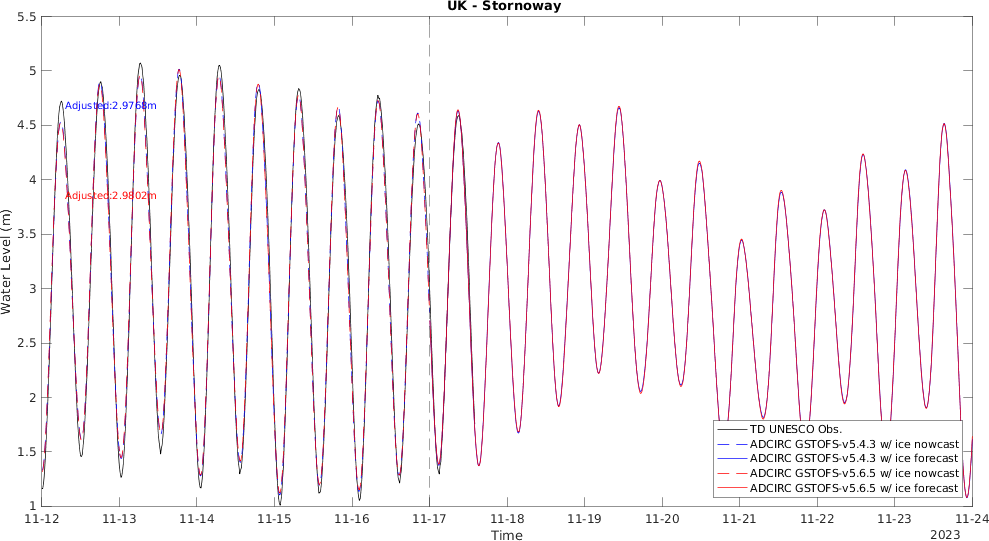 UK - Stornoway
5.5
5
4.5
4
3.5
3
2.5
2
1.5
1
Water Level (m)
Adjusted:2.9768m
Adjusted:2.9802m
TD UNESCO Obs.
ADCIRC GSTOFS-v5.4.3 w/ ice nowcast
ADCIRC GSTOFS-v5.4.3 w/ ice forecast
ADCIRC GSTOFS-v5.6.5 w/ ice nowcast
ADCIRC GSTOFS-v5.6.5 w/ ice forecast
11-12 11-13 11-14 11-15 11-16 11-17 11-18 11-19 11-20 11-21 11-22 11-23 11-24
Time
2023